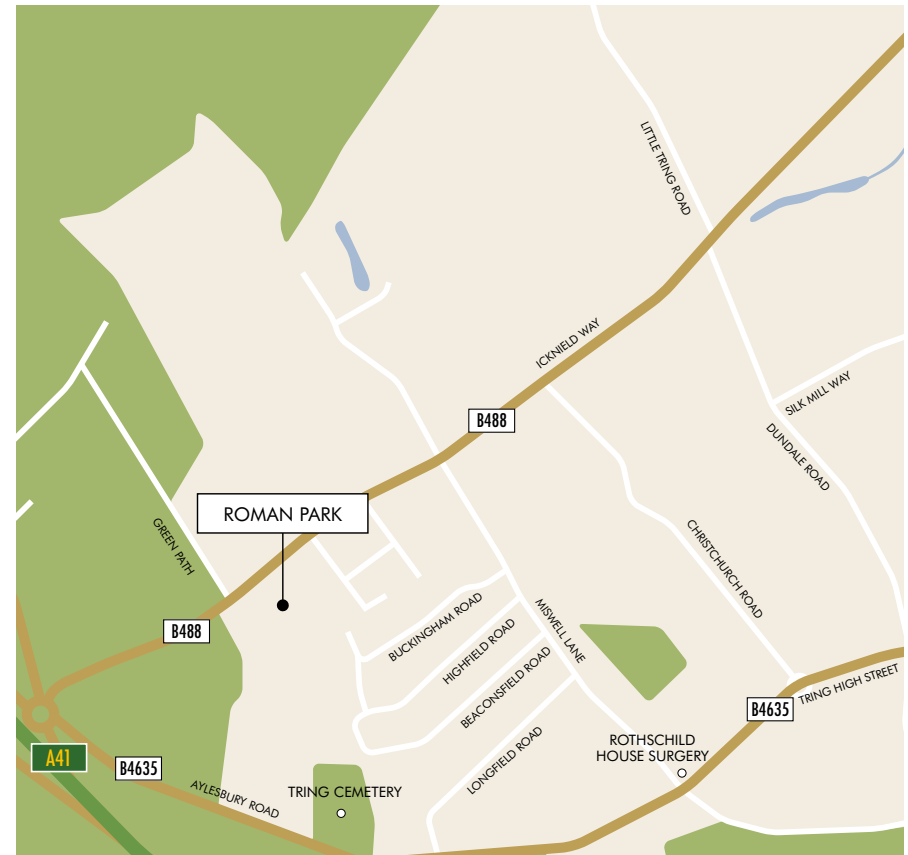 LITTLE TRING ROAD
ICKNIELD WAY
SILK MILL WAY
B488
DUNDALE ROAD
ROMAN PARK
GREEN PATH
CHRISTCHURCH ROAD
B488
BUCKINGHAM ROAD
MISWELL LANE
HIGHFIELD ROAD
BEACONSFIELD ROAD
TRING HIGH STREET
B4635
LONGFIELD ROAD
ROTHSCHILD
HOUSE SURGERY
A41
B4635
AYLESBURY ROAD
TRING CEMETERY